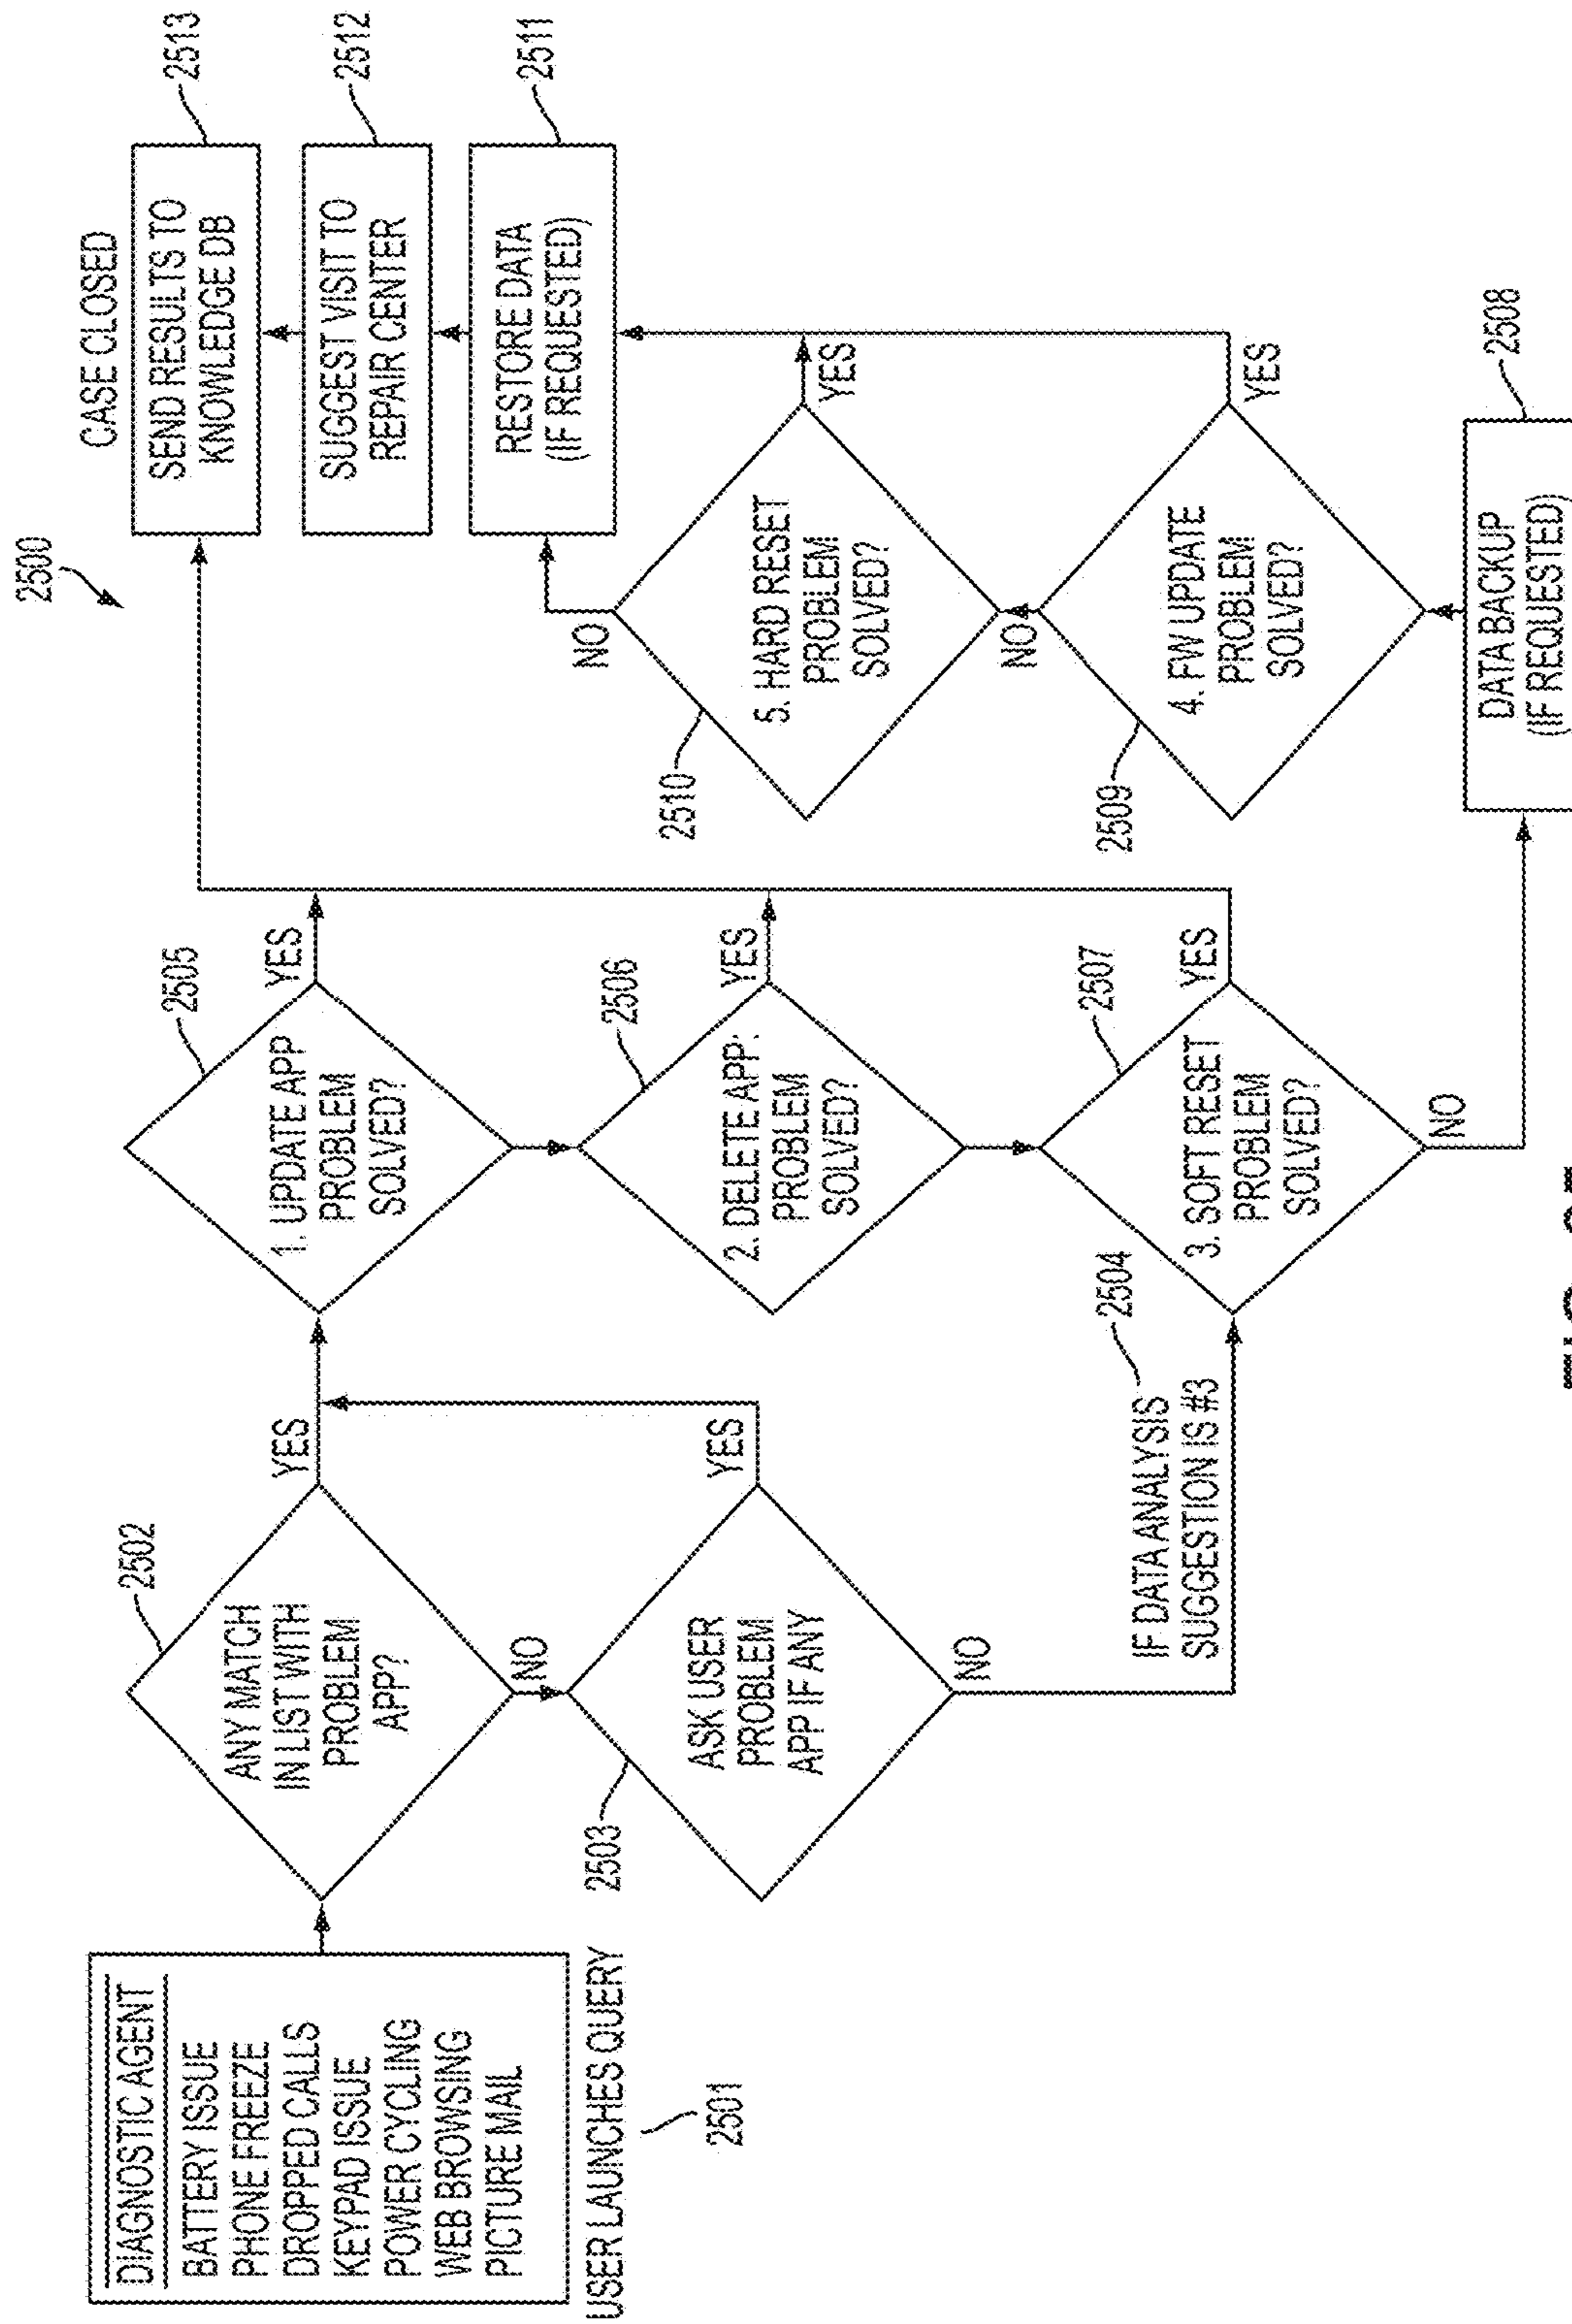 2500
DIAGNOSTIC AGENT
BATTERY ISSUE
PHONE FREEZE
DROPPED CALLS
KEYPAD ISSUE
POWER CYCLING
WEB BROWSING
PICTURE MAIL
USER LAUNCHES QUERY
2501
2502
ANY MATCH
IN LIST WITH
PROBLEM
APP?
YES
NO
2503
ASK USER
PROBLEM
APP IF ANY
YES
NO
IF DATA ANALYSIS
SUGGESTION IS #3
2504
2505
1. UPDATE APP
PROBLEM
SOLVED?
YES
2506
2. DELETE APP.
PROBLEM
SOLVED?
YES
2507
3. SOFT RESET
PROBLEM
SOLVED?
YES
NO
2508
DATA BACKUP
(IF REQUESTED)
2509
4. FW UPDATE
PROBLEM
SOLVED?
YES
NO
2510
5. HARD RESET
PROBLEM
SOLVED?
YES
NO
RESTORE DATA
(IF REQUESTED)
2511
SUGGEST VISIT TO
REPAIR CENTER
2512
CASE CLOSED
SEND RESULTS TO
KNOWLEDGE DB
2513